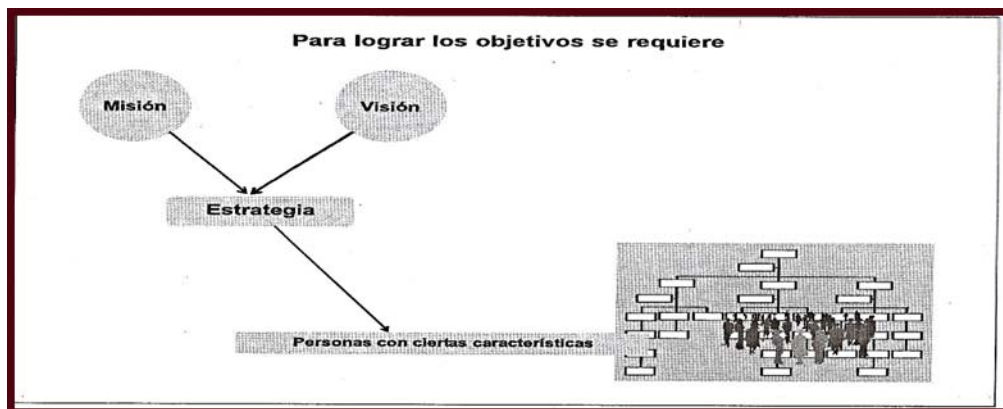 Para lograr los objetivos se requiere
Misión
Visión
Estrategia
Personas con ciertas características